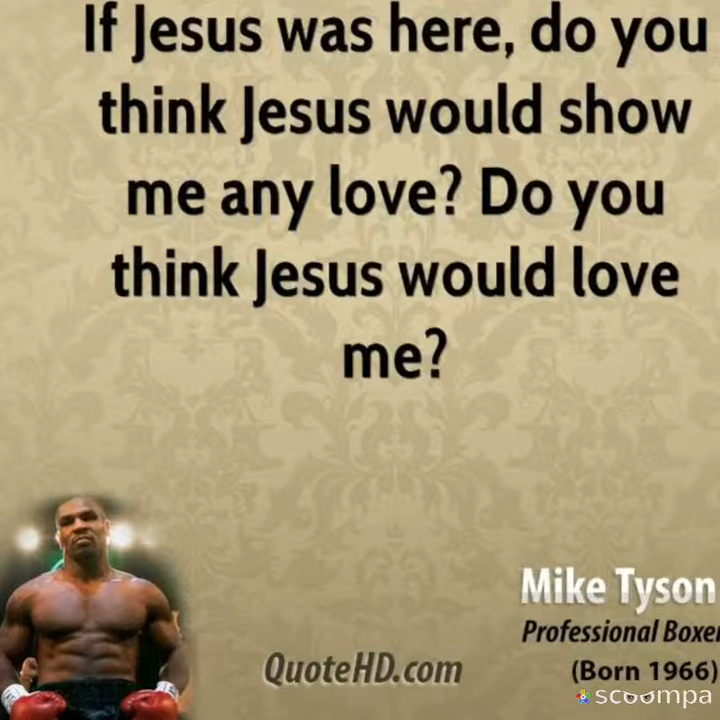 If Jesus was here, do you
think Jesus would show
me any love? Do you
think Jesus would love
me?
Mike Tyson
Professional Boxer
(Born 1966)
QuoteHD.com
scoompa